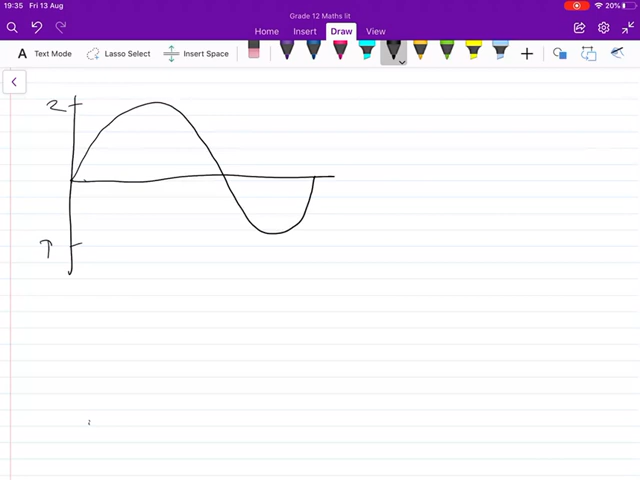 19:35 Fri 13 Aug
20%
Grade 12 Maths lit
Home Insert Draw View
A Text Mode Lasso Select Insert Space
2